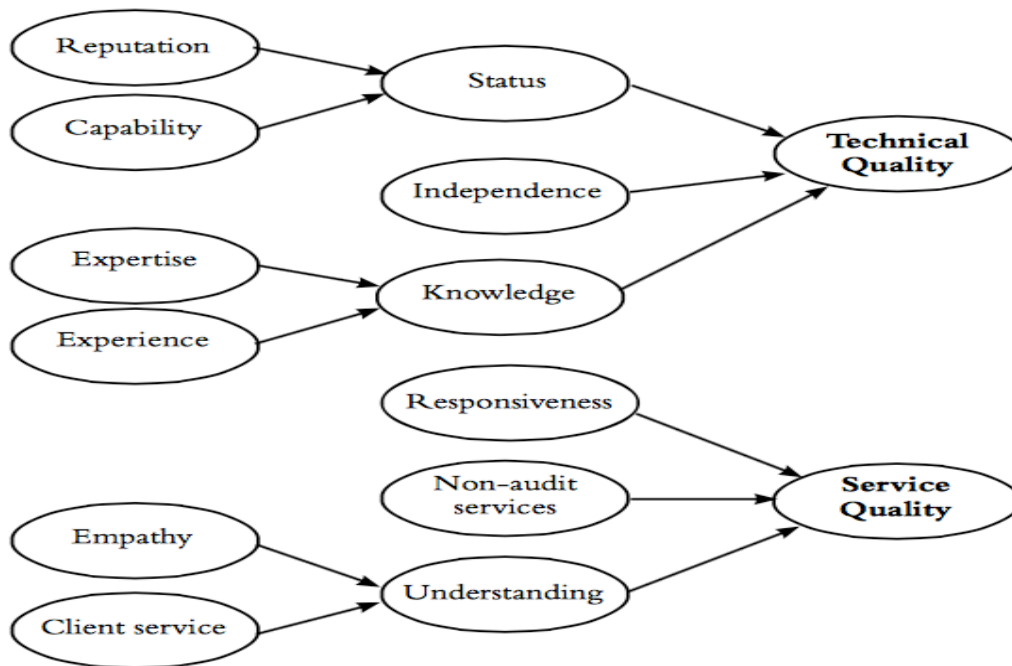 Reputation
Capability
Status
Independence
Technical
Quality
Expertise
Experience
Knowledge
Responsiveness
Non-audit
services
Empathy
Client service
Understanding
Service
Quality